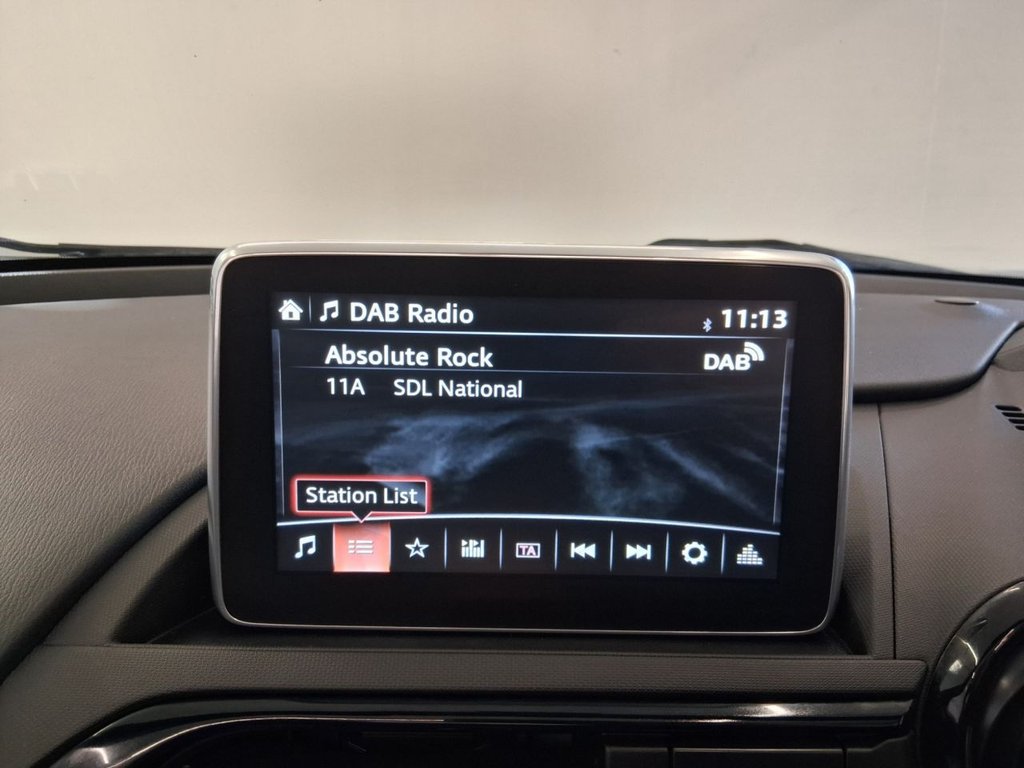 DAB Radio 11:13
Absolute Rock DAB
11A SDL National
Station List
TA